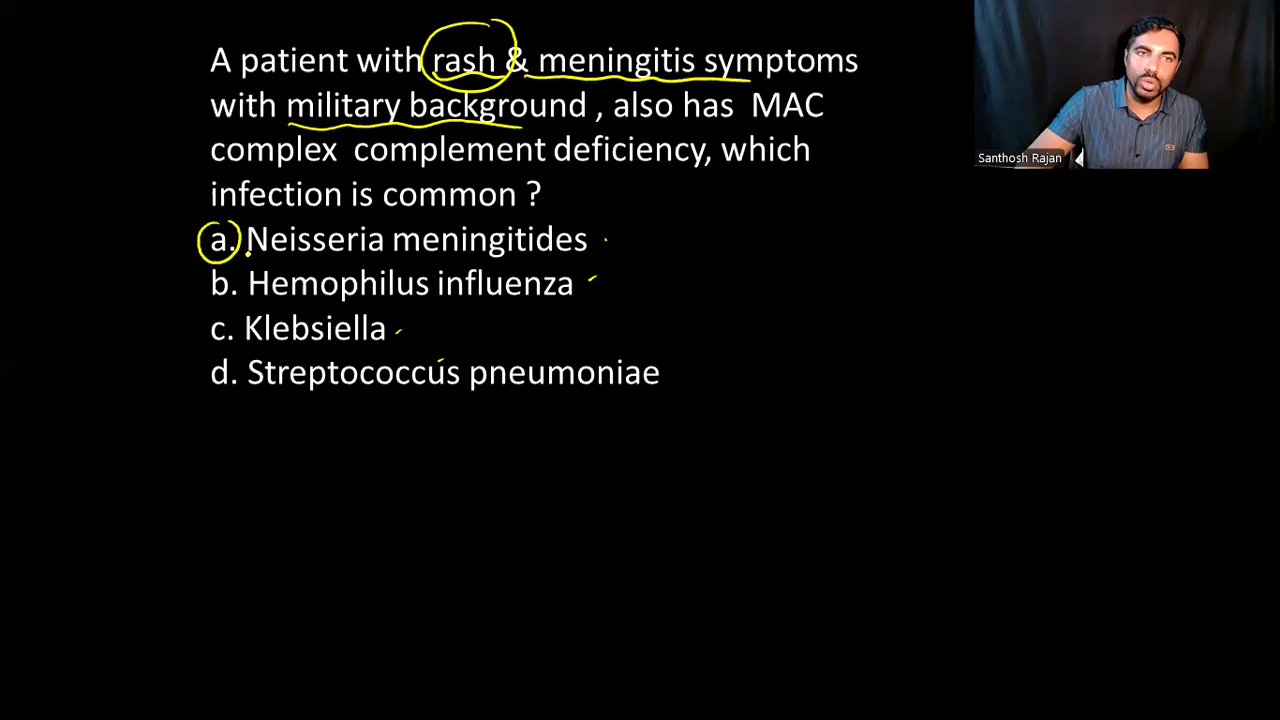 A patient with rash & meningitis symptoms
with military background , also has MAC
complex complement deficiency, which
infection is common ?
a. Neisseria meningitides
b. Hemophilus influenza
c. Klebsiella
d. Streptococcus pneumoniae
Santhosh Rajan